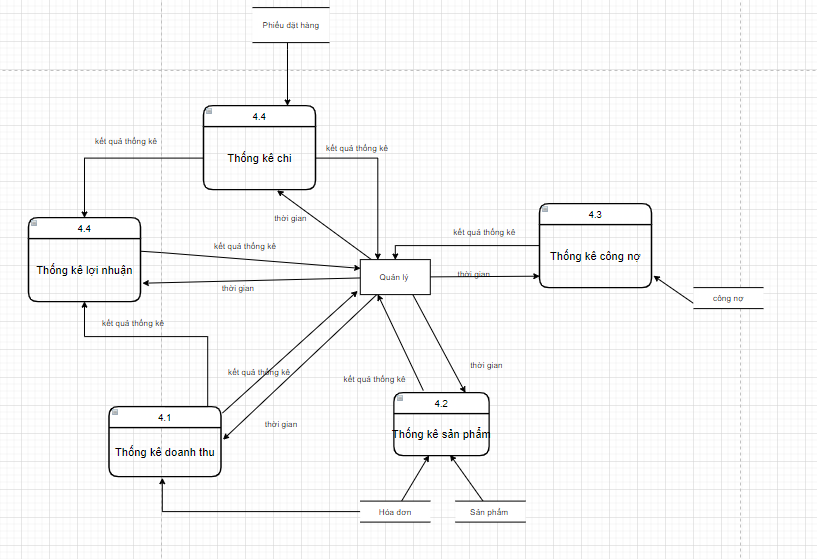 Phiếu dặt hàng
4.4
Thống kê chi
kết quả thống kê
kết quả thống kê
thời gian
4.4
Thống kê lợi nhuận
kết quả thống kê
thời gian
Quản lý
kết quả thống kê
thời gian
4.3
Thống kê công nợ
công nợ
kết quả thống kê
kết quả thống kê
thời gian
kết quả thống kê
thời gian
4.1
Thống kê doanh thu
4.2
Thống kê sản phẩm
Hóa dơn
Sản phẩm